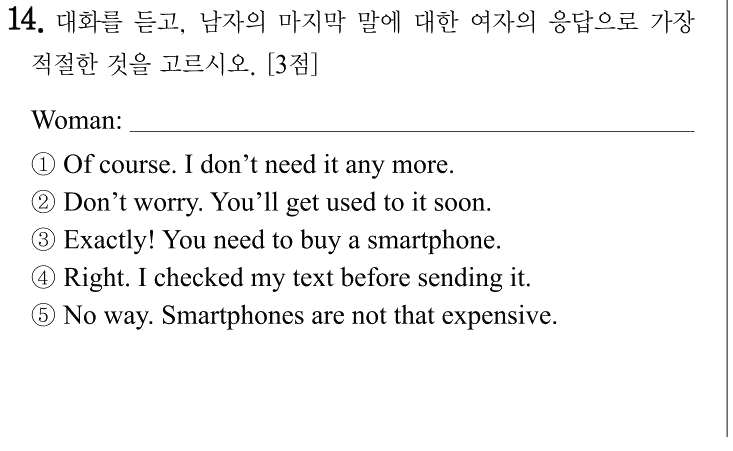 14. 대화를 듣고, 남자의 마지막 말에 대한 여자의 응답으로 가장
적절한 것을 고르시오. [3점]
Woman:
① Of course. I don’t need it any more.
② Don’t worry. You’ll get used to it soon.
③ Exactly! You need to buy a smartphone.
④ Right. I checked my text before sending it.
⑤ No way. Smartphones are not that expensive.